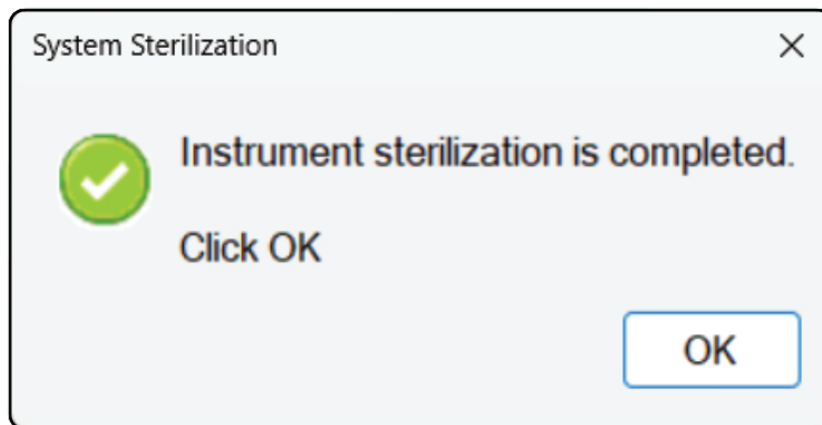 System Sterilization
Instrument sterilization is completed.
Click OK
OK